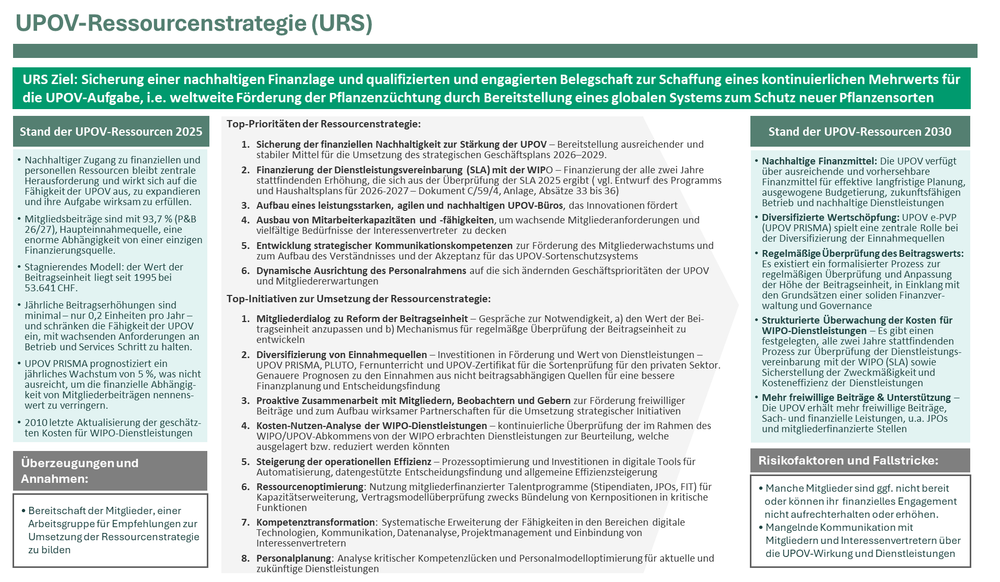 UPOV-Ressourcenstrategie (URS)
URS Ziel: Sicherung einer nachhaltigen Finanzlage und qualifizierten und engagierten Belegschaft zur Schaffung eines kontinuierlichen Mehrwerts für
die UPOV-Aufgabe, i.e. weltweite Förderung der Pflanzenzüchtung durch Bereitstellung eines globalen Systems zum Schutz neuer Pflanzensorten
Stand der UPOV-Ressourcen 2025
• Nachhaltiger Zugang zu finanziellen und
personellen Ressourcen bleibt zentrale
Herausforderung und wirkt sich auf die
Fähigkeit der UPOV aus, zu expandieren
und ihre Aufgabe wirksam zu erfüllen.
• Mitgliedsbeiträge sind mit 93,7 % (P&B
26/27), Haupteinnahmequelle, eine
enorme Abhängigkeit von einer einzigen
Finanzierungsquelle.
• Stagnierendes Modell: der Wert der
Beitragseinheit liegt seit 1995 bei
53.641 CHF.
• Jährliche Beitragserhöhungen sind
minimal – nur 0,2 Einheiten pro Jahr –
und schränken die Fähigkeit der UPOV
ein, mit wachsenden Anforderungen an
Betrieb und Services Schritt zu halten.
• UPOV PRISMA prognostiziert ein
jährliches Wachstum von 5 %, was nicht
ausreicht, um die finanzielle Abhängig-
keit von Mitgliederbeiträgen nennens-
wert zu verringern.
• 2010 letzte Aktualisierung der geschätz-
ten Kosten für WIPO-Dienstleistungen
Überzeugungen und
Annahmen:
• Bereitschaft der Mitglieder, einer
Arbeitsgruppe für Empfehlungen zur
Umsetzung der Ressourcenstrategie
zu bilden
Top-Prioritäten der Ressourcenstrategie:
1. Sicherung der finanziellen Nachhaltigkeit zur Stärkung der UPOV – Bereitstellung ausreichender und
stabiler Mittel für die Umsetzung des strategischen Geschäftsplans 2026–2029.
2. Finanzierung der Dienstleistungsvereinbarung (SLA) mit der WIPO – Finanzierung der alle zwei Jahre
stattfindenden Erhöhung, die sich aus der Überprüfung der SLA 2025 ergibt ( vgl. Entwurf des Programms
und Haushaltsplans für 2026-2027 – Dokument C/59/4, Anlage, Absätze 33 bis 36)
3. Aufbau eines leistungsstarken, agilen und nachhaltigen UPOV-Büros, das Innovationen fördert
4. Ausbau von Mitarbeiterkapazitäten und -fähigkeiten, um wachsende Mitgliederanforderungen und
vielfältige Bedürfnisse der Interessenvertreter zu decken
5. Entwicklung strategischer Kommunikationskompetenzen zur Förderung des Mitgliederwachstums und
zum Aufbau des Verständnisses und der Akzeptanz für das UPOV-Sortenschutzsystems
6. Dynamische Ausrichtung des Personalrahmens auf die sich ändernden Geschäftsprioritäten der UPOV
und Mitgliedererwartungen
Top-Initiativen zur Umsetzung der Ressourcenstrategie:
1. Mitgliederdialog zu Reform der Beitragseinheit – Gespräche zur Notwendigkeit, a) den Wert der Bei-
tragseinheit anzupassen und b) Mechanismus für regelmäßge Überprüfung der Beitragseinheit zu
entwickeln
2. Diversifizierung von Einnahmequellen – Investitionen in Förderung und Wert von Dienstleistungen –
UPOV PRISMA, PLUTO, Fernunterricht und UPOV-Zertifikat für die Sortenprüfung für den privaten Sektor.
Genauere Prognosen zu den Einnahmen aus nicht beitragsabhängigen Quellen für eine bessere
Finanzplanung und Entscheidungsfindung
3. Proaktive Zusammenarbeit mit Mitgliedern, Beobachtern und Gebern zur Förderung freiwilliger
Beiträge und zum Aufbau wirksamer Partnerschaften für die Umsetzung strategischer Initiativen
4. Kosten-Nutzen-Analyse der WIPO-Dienstleistungen – kontinuierliche Überprüfung der im Rahmen des
WIPO/UPOV-Abkommens von der WIPO erbrachten Dienstleistungen zur Beurteilung, welche
ausgelagert bzw. reduziert werden könnten
5. Steigerung der operationellen Effizienz – Prozessoptimierung und Investitionen in digitale Tools für
Automatisierung, datengestützte Entscheidungsfindung und allgemeine Effizienzsteigerung
6. Ressourcenoptimierung: Nutzung mitgliederfinanzierter Talentprogramme (Stipendiaten, JPOs, FIT) für
Kapazitätserweiterung, Vertragsmodellüberprüfung zwecks Bündelung von Kernpositionen in kritische
Funktionen
7. Kompetenztransformation: Systematische Erweiterung der Fähigkeiten in den Bereichen digitale
Technologien, Kommunikation, Datenanalyse, Projektmanagement und Einbindung von
Interessenvertretern
8. Personalplanung: Analyse kritischer Kompetenzlücken und Personalmodelloptimierung für aktuelle und
zukünftige Dienstleistungen
Stand der UPOV-Ressourcen 2030
• Nachhaltige Finanzmittel: Die UPOV verfügt
über ausreichende und vorhersehbare
Finanzmittel für effektive langfristige Planung,
ausgewogene Budgetierung, zukunftsfähigen
Betrieb und nachhaltige Dienstleistungen
• Diversifizierte Wertschöpfung: UPOV e-PVP
(UPOV PRISMA) spielt eine zentrale Rolle bei
der Diversifizierung der Einnahmequellen
• Regelmäßige Überprüfung des Beitragswerts:
Es existiert ein formalisierter Prozess zur
regelmäßigen Überprüfung und Anpassung
der Höhe der Beitragseinheit, in Einklang mit
den Grundsätzen einer soliden Finanzver-
waltung und Governance
• Strukturierte Überwachung der Kosten für
WIPO-Dienstleistungen – Es gibt einen
festgelegten, alle zwei Jahre stattfindenden
Prozess zur Überprüfung der Dienstleistungs-
vereinbarung mit der WIPO (SLA) sowie
Sicherstellung der Zweckmäßigkeit und
Kosteneffizienz der Dienstleistungen
• Mehr freiwillige Beiträge & Unterstützung –
Die UPOV erhält mehr freiwillige Beiträge,
Sach- und finanzielle Leistungen, u.a. JPOs
und mitgliederfinanzierte Stellen
Risikofaktoren und Fallstricke:
• Manche Mitglieder sind ggf. nicht bereit
oder können ihr finanzielles Engagement
nicht aufrechterhalten oder erhöhen.
• Mangelnde Kommunikation mit
Mitgliedern und Interessenvertretern über
die UPOV-Wirkung und Dienstleistungen